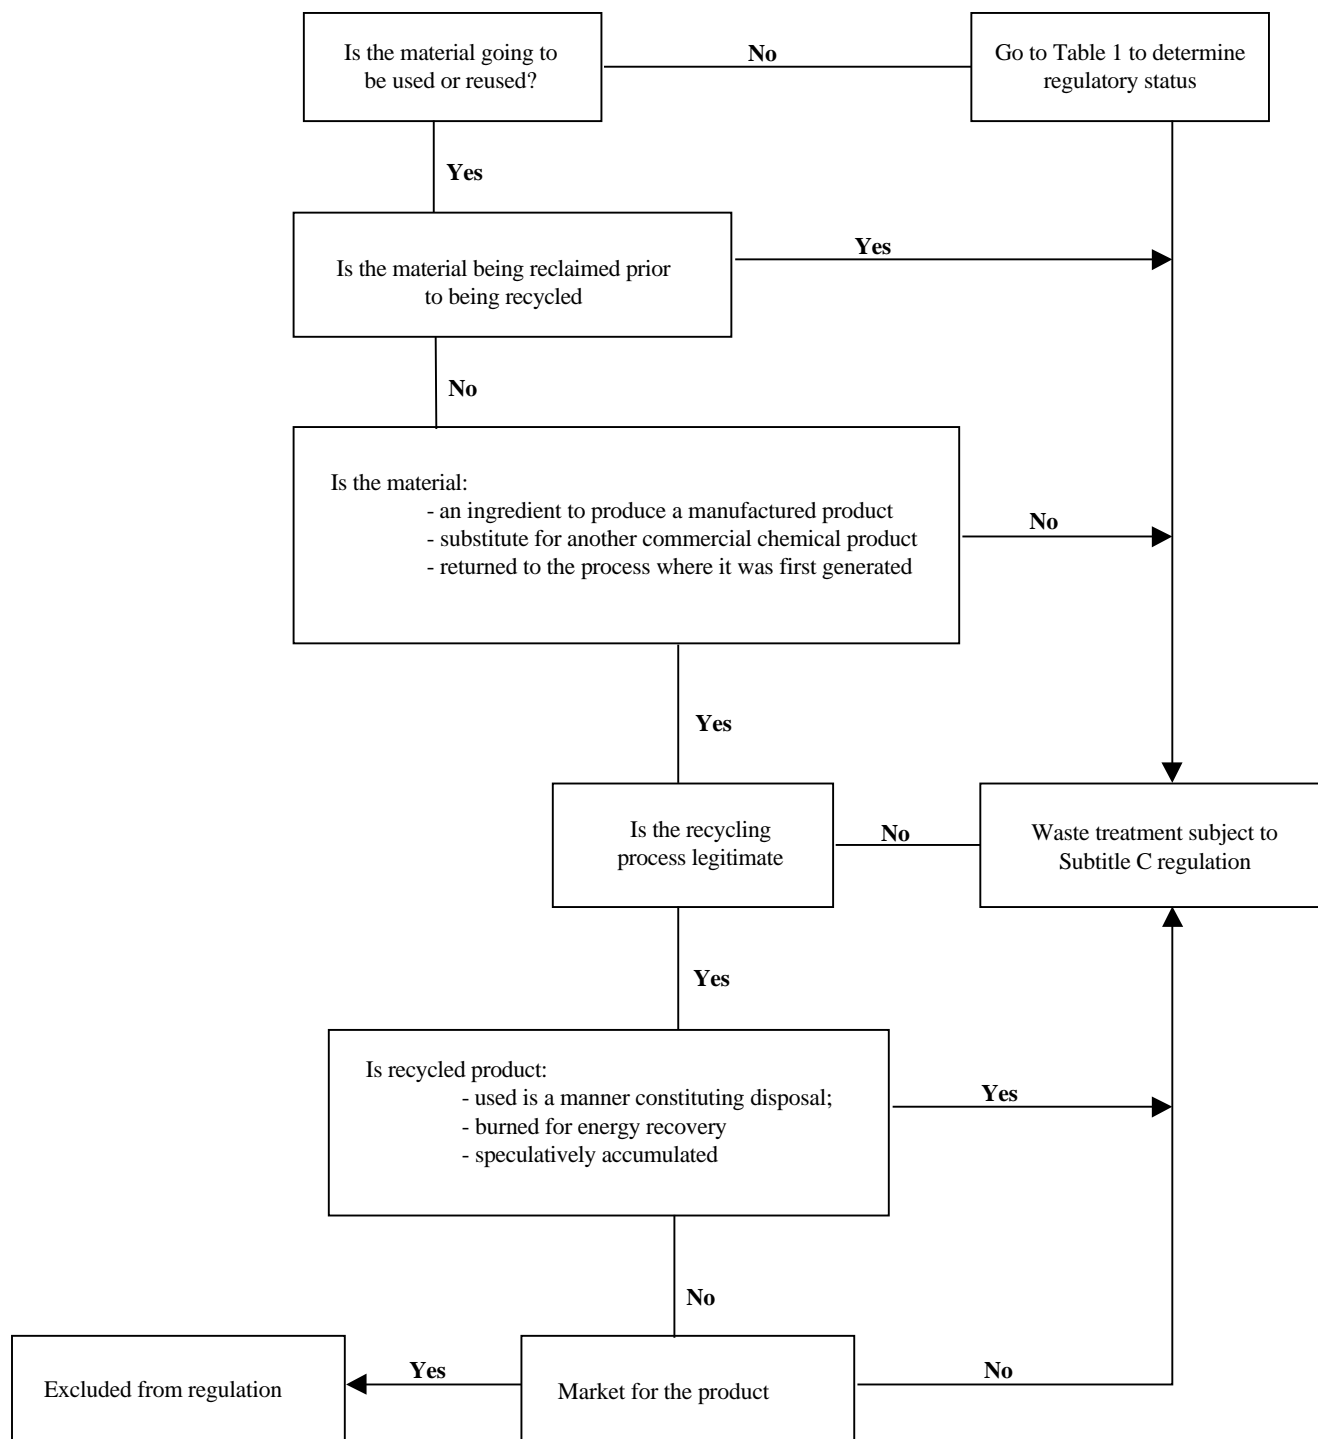 Is the material going to
be used or reused?
No
Go to Table 1 to determine
regulatory status
Yes
Is the material being reclaimed prior
to being recycled
Yes
No
Is the material:
- an ingredient to produce a manufactured product
- substitute for another commercial chemical product
- returned to the process where it was first generated
No
Yes
Is the recycling
process legitimate
No
Waste treatment subject to
Subtitle C regulation
Yes
Is recycled product:
- used is a manner constituting disposal;
- burned for energy recovery
- speculatively accumulated
Yes
No
Excluded from regulation
Yes
Market for the product
No